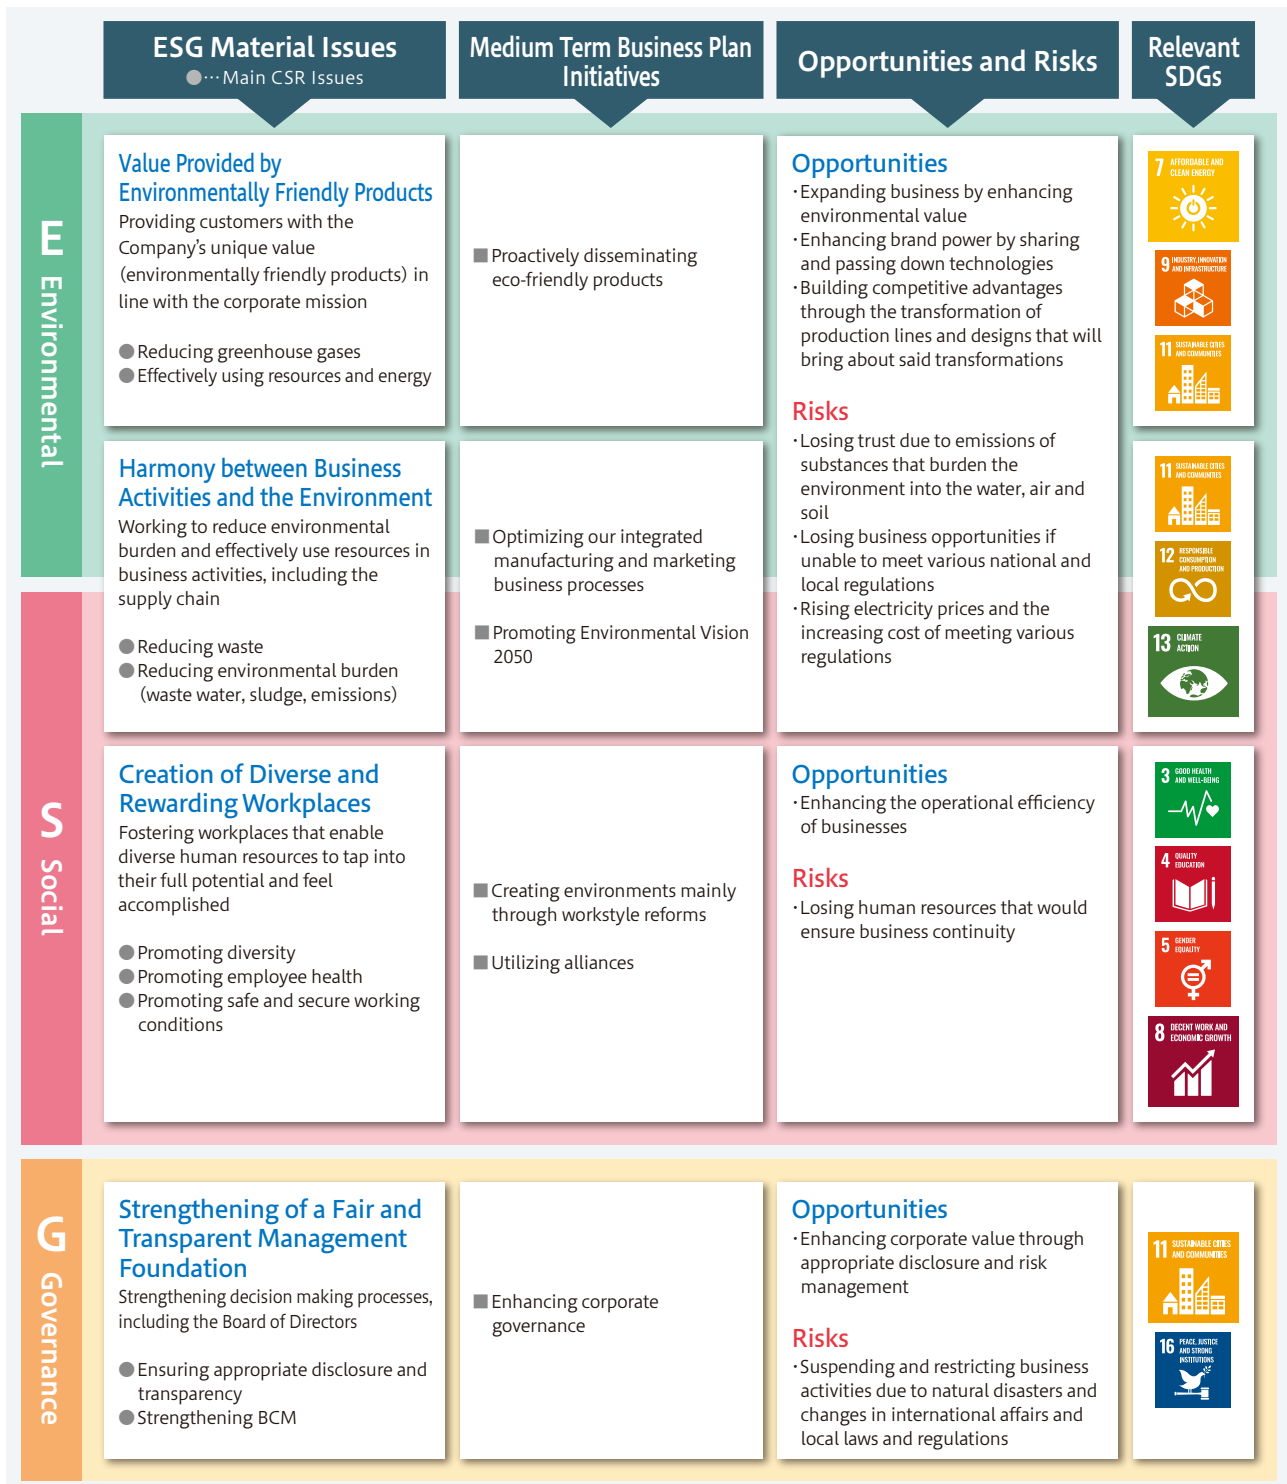 ESG Material Issues
●…Main CSR Issues
Medium Term Business Plan
Initiatives
Opportunities and Risks
Relevant
SDGs
E Environmental
Value Provided by
Environmentally Friendly Products
Providing customers with the
Company's unique value
(environmentally friendly products) in
line with the corporate mission
●Reducing greenhouse gases
●Effectively using resources and energy
■Proactively disseminating
eco-friendly products
Opportunities
·Expanding business by enhancing
environmental value
·Enhancing brand power by sharing
and passing down technologies
·Building competitive advantages
through the transformation of
production lines and designs that will
bring about said transformations
Risks
·Losing trust due to emissions of
substances that burden the
environment into the water, air and
soil
·Losing business opportunities if
unable to meet various national and
local regulations
·Rising electricity prices and the
increasing cost of meeting various
regulations
7 AFFORDABLE AND
CLEAN ENERGY
9 INDUSTRY, INNOVATION
AND INFRASTRUCTURE
11 SUSTAINABLE CITIES
AND COMMUNITIES
Harmony between Business
Activities and the Environment
Working to reduce environmental
burden and effectively use resources in
business activities, including the
supply chain
●Reducing waste
●Reducing environmental burden
(waste water, sludge, emissions)
■Optimizing our integrated
manufacturing and marketing
business processes
■Promoting Environmental Vision
2050
11 SUSTAINABLE CITIES
AND COMMUNITIES
12 RESPONSIBLE
CONSUMPTION
AND PRODUCTION
13 CLIMATE
ACTION
S Social
Creation of Diverse and
Rewarding Workplaces
Fostering workplaces that enable
diverse human resources to tap into
their full potential and feel
accomplished
●Promoting diversity
●Promoting employee health
●Promoting safe and secure working
conditions
■Creating environments mainly
through workstyle reforms
■Utilizing alliances
Opportunities
·Enhancing the operational efficiency
of businesses
Risks
·Losing human resources that would
ensure business continuity
3 GOOD HEALTH
AND WELL-BEING
4 QUALITY
EDUCATION
5 GENDER
EQUALITY
8 DECENT WORK AND
ECONOMIC GROWTH
G Governance
Strengthening of a Fair and
Transparent Management
Foundation
Strengthening decision making processes,
including the Board of Directors
●Ensuring appropriate disclosure and
transparency
●Strengthening BCM
■Enhancing corporate
governance
Opportunities
·Enhancing corporate value through
appropriate disclosure and risk
management
Risks
·Suspending and restricting business
activities due to natural disasters and
changes in international affairs and
local laws and regulations
11 SUSTAINABLE CITIES
AND COMMUNITIES
16 PEACE, JUSTICE
AND STRONG
INSTITUTIONS